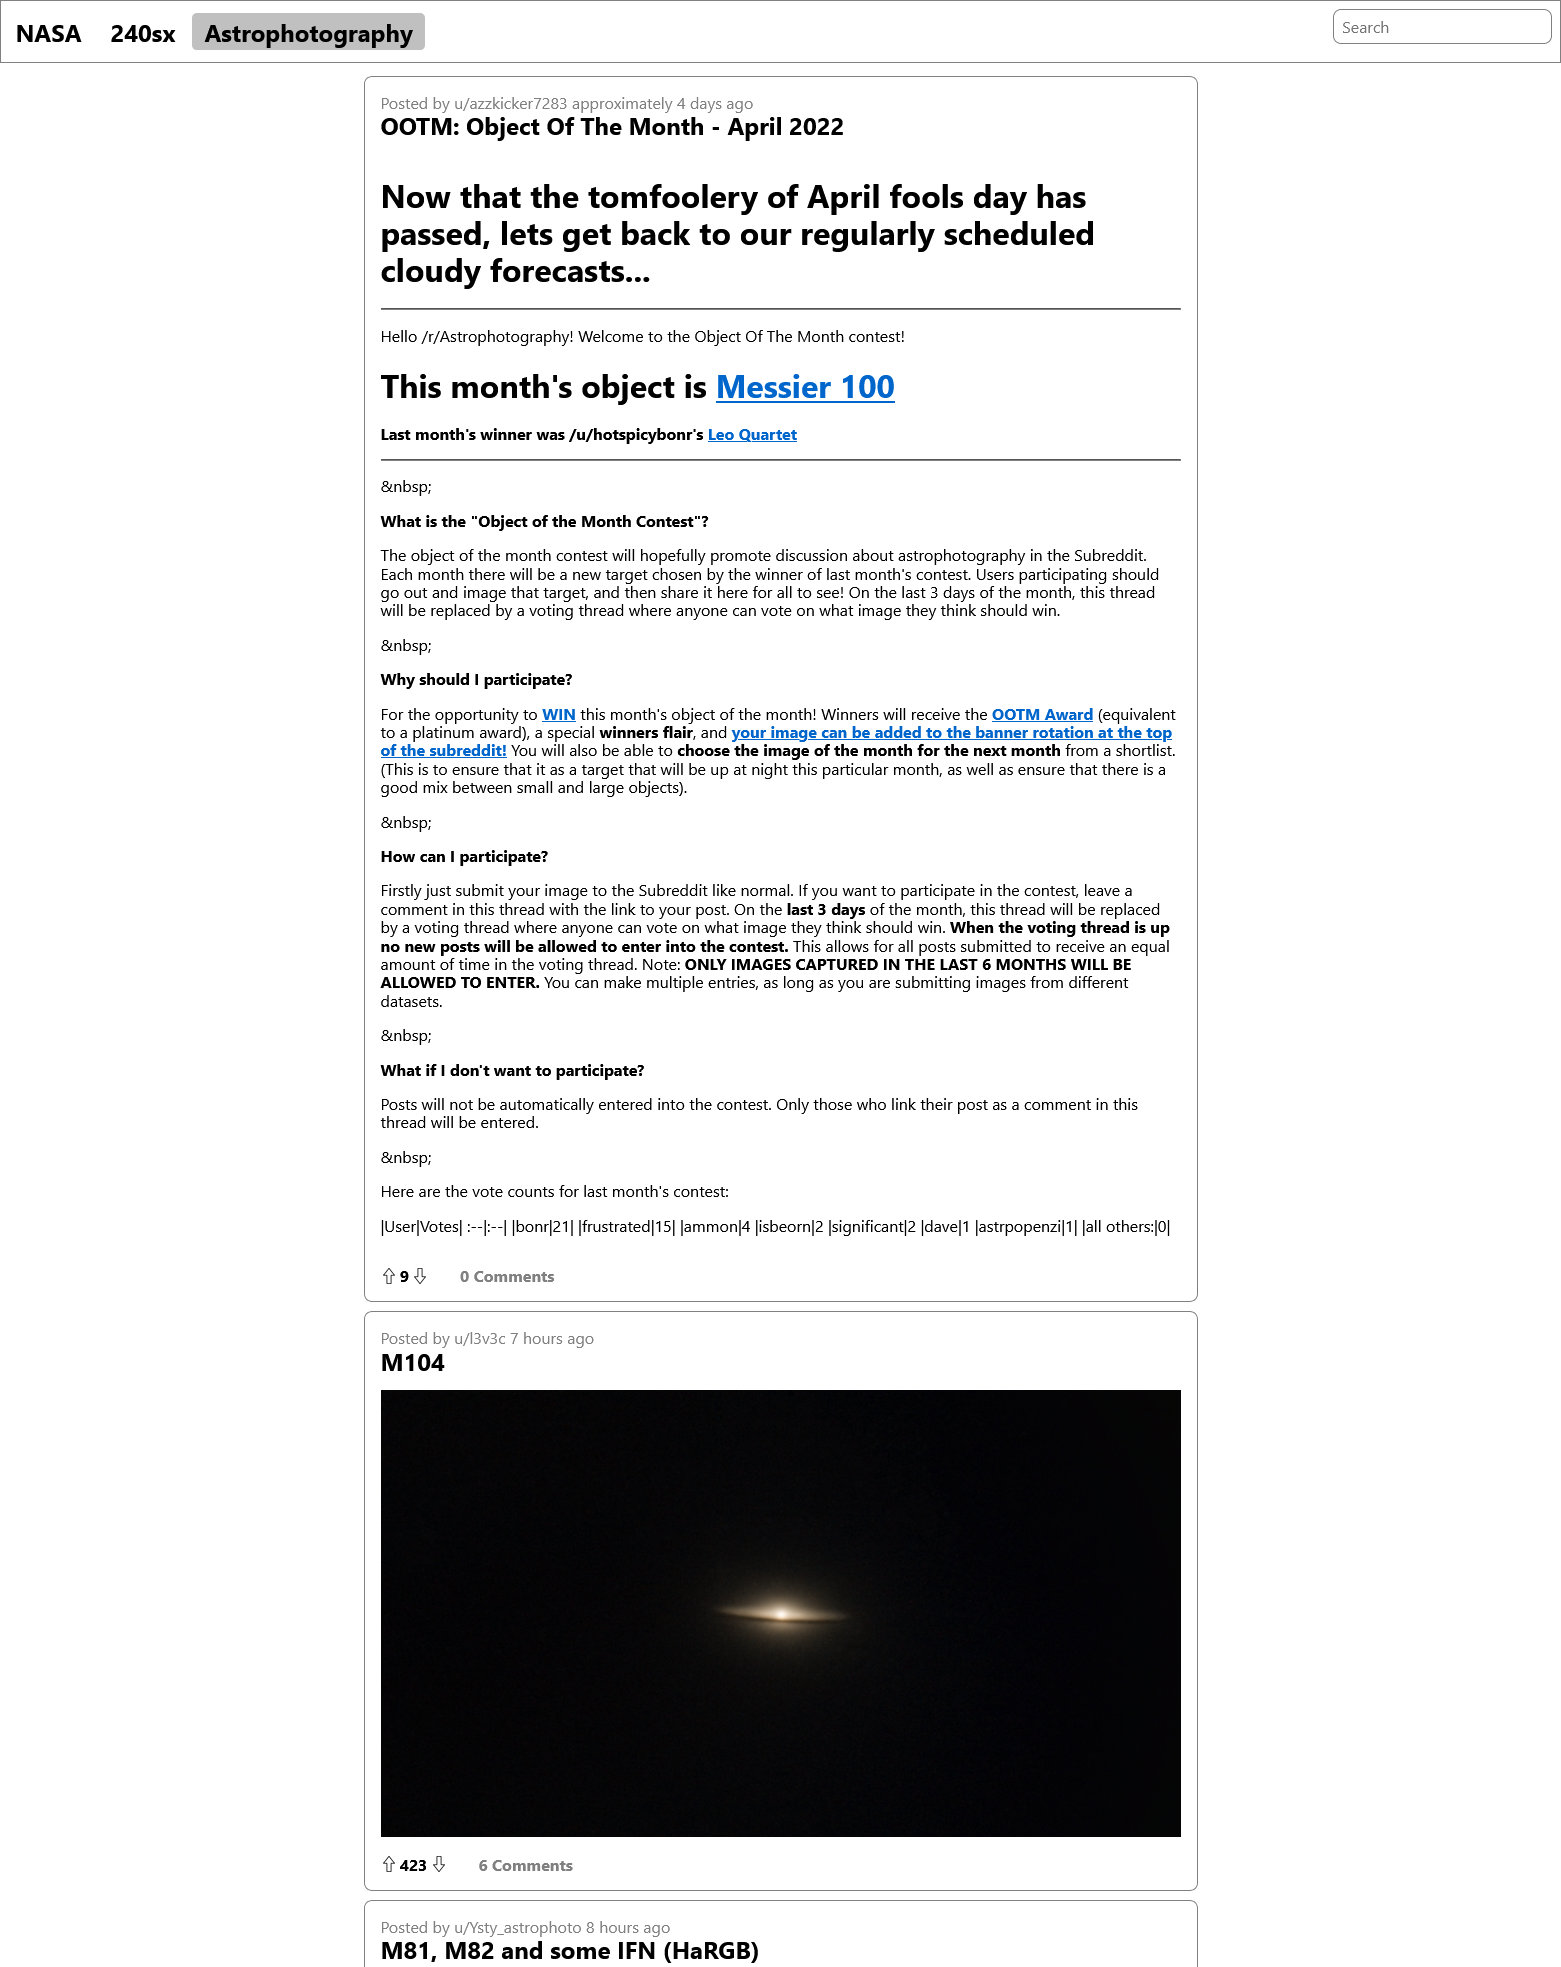 NASA 240sx Astrophotography Search
Posted by u/azzkicker7283 approximately 4 days ago
OOTM: Object Of The Month - April 2022
Now that the tomfoolery of April fools day has
passed, lets get back to our regularly scheduled
cloudy forecasts...
Hello /r/Astrophotography! Welcome to the Object Of The Month contest!
This month's object is Messier 100
Last month's winner was /u/hotspicybonr's Leo Quartet
&nbsp;
What is the "Object of the Month Contest"?
The object of the month contest will hopefully promote discussion about astrophotography in the Subreddit.
Each month there will be a new target chosen by the winner of last month's contest. Users participating should
go out and image that target, and then share it here for all to see! On the last 3 days of the month, this thread
will be replaced by a voting thread where anyone can vote on what image they think should win.
&nbsp;
Why should I participate?
For the opportunity to WIN this month's object of the month! Winners will receive the OOTM Award (equivalent
to a platinum award), a special winners flair, and your image can be added to the banner rotation at the top
of the subreddit! You will also be able to choose the image of the month for the next month from a shortlist.
(This is to ensure that it as a target that will be up at night this particular month, as well as ensure that there is a
good mix between small and large objects).
&nbsp;
How can I participate?
Firstly just submit your image to the Subreddit like normal. If you want to participate in the contest, leave a
comment in this thread with the link to your post. On the last 3 days of the month, this thread will be replaced
by a voting thread where anyone can vote on what image they think should win. When the voting thread is up
no new posts will be allowed to enter into the contest. This allows for all posts submitted to receive an equal
amount of time in the voting thread. Note: ONLY IMAGES CAPTURED IN THE LAST 6 MONTHS WILL BE
ALLOWED TO ENTER. You can make multiple entries, as long as you are submitting images from different
datasets.
&nbsp;
What if I don't want to participate?
Posts will not be automatically entered into the contest. Only those who link their post as a comment in this
thread will be entered.
&nbsp;
Here are the vote counts for last month's contest:
|User|Votes| :--|:--| |bonr|21| |frustrated|15| |ammon|4 |isbeorn|2 |significant|2 |dave|1 |astrpopenzi|1| |all others:|0|
9 0 Comments
Posted by u/l3v3c 7 hours ago
M104
423 6 Comments
Posted by u/Ysty_astrophoto 8 hours ago
M81, M82 and some IFN (HaRGB)